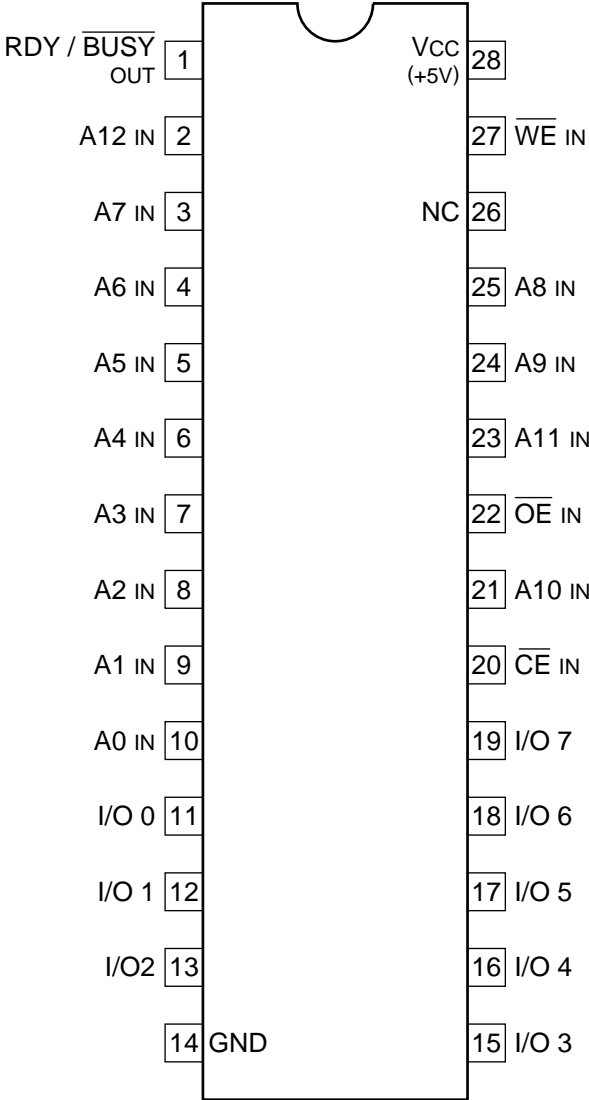 RDY / BUSY 1 VCC 28
OUT (+5V)
A12 IN 2 27 WE IN
A7 IN 3 NC 26
A6 IN 4 25 A8 IN
A5 IN 5 24 A9 IN
A4 IN 6 23 A11 IN
A3 IN 7 22 OE IN
A2 IN 8 21 A10 IN
A1 IN 9 20 CE IN
A0 IN 10 19 I/O 7
I/O 0 11 18 I/O 6
I/O 1 12 17 I/O 5
I/O2 13 16 I/O 4
14 GND 15 I/O 3